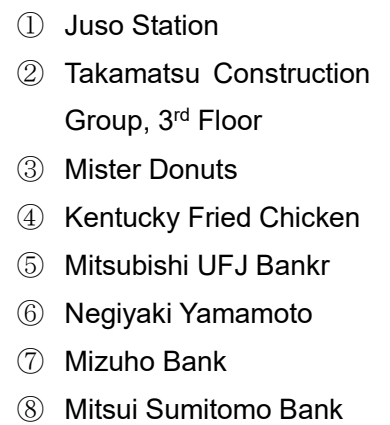 ① Juso Station
② Takamatsu Construction
Group, 3rd Floor
③ Mister Donuts
④ Kentucky Fried Chicken
⑤ Mitsubishi UFJ Bankr
⑥ Negiyaki Yamamoto
⑦ Mizuho Bank
⑧ Mitsui Sumitomo Bank